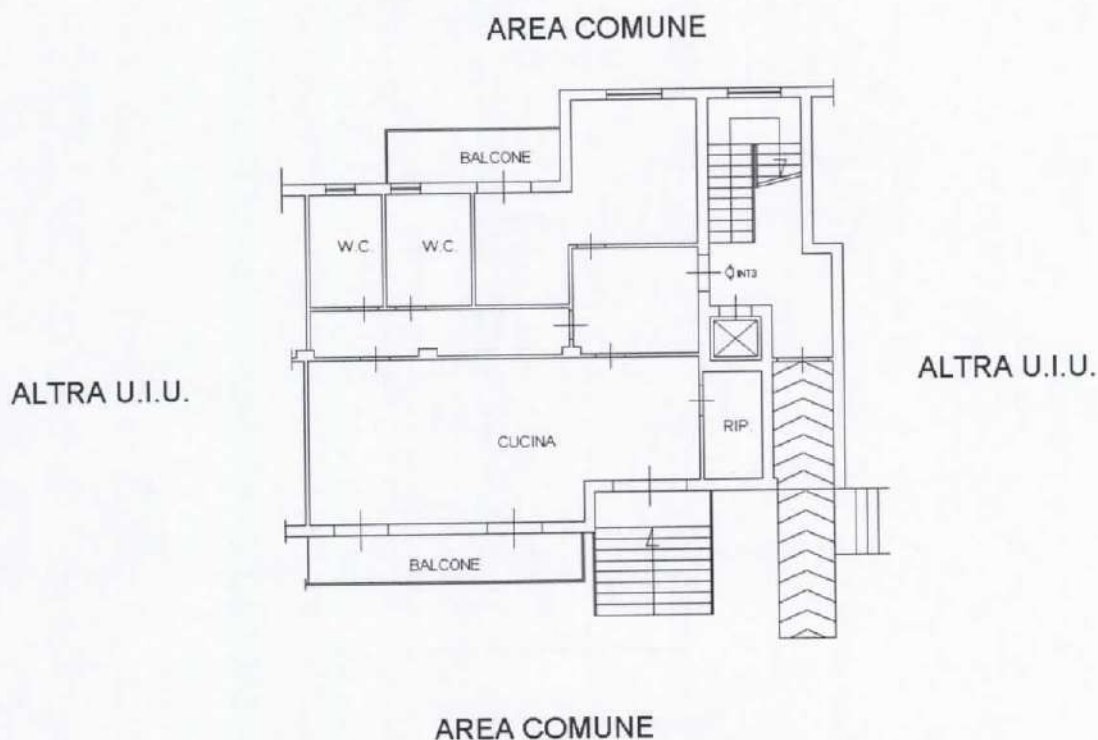 AREA COMUNE
BALCONE
W.C.
W.C.
INT3
ALTRA U.I.U.
ALTRA U.I.U.
RIP.
CUCINA
BALCONE
AREA COMUNE